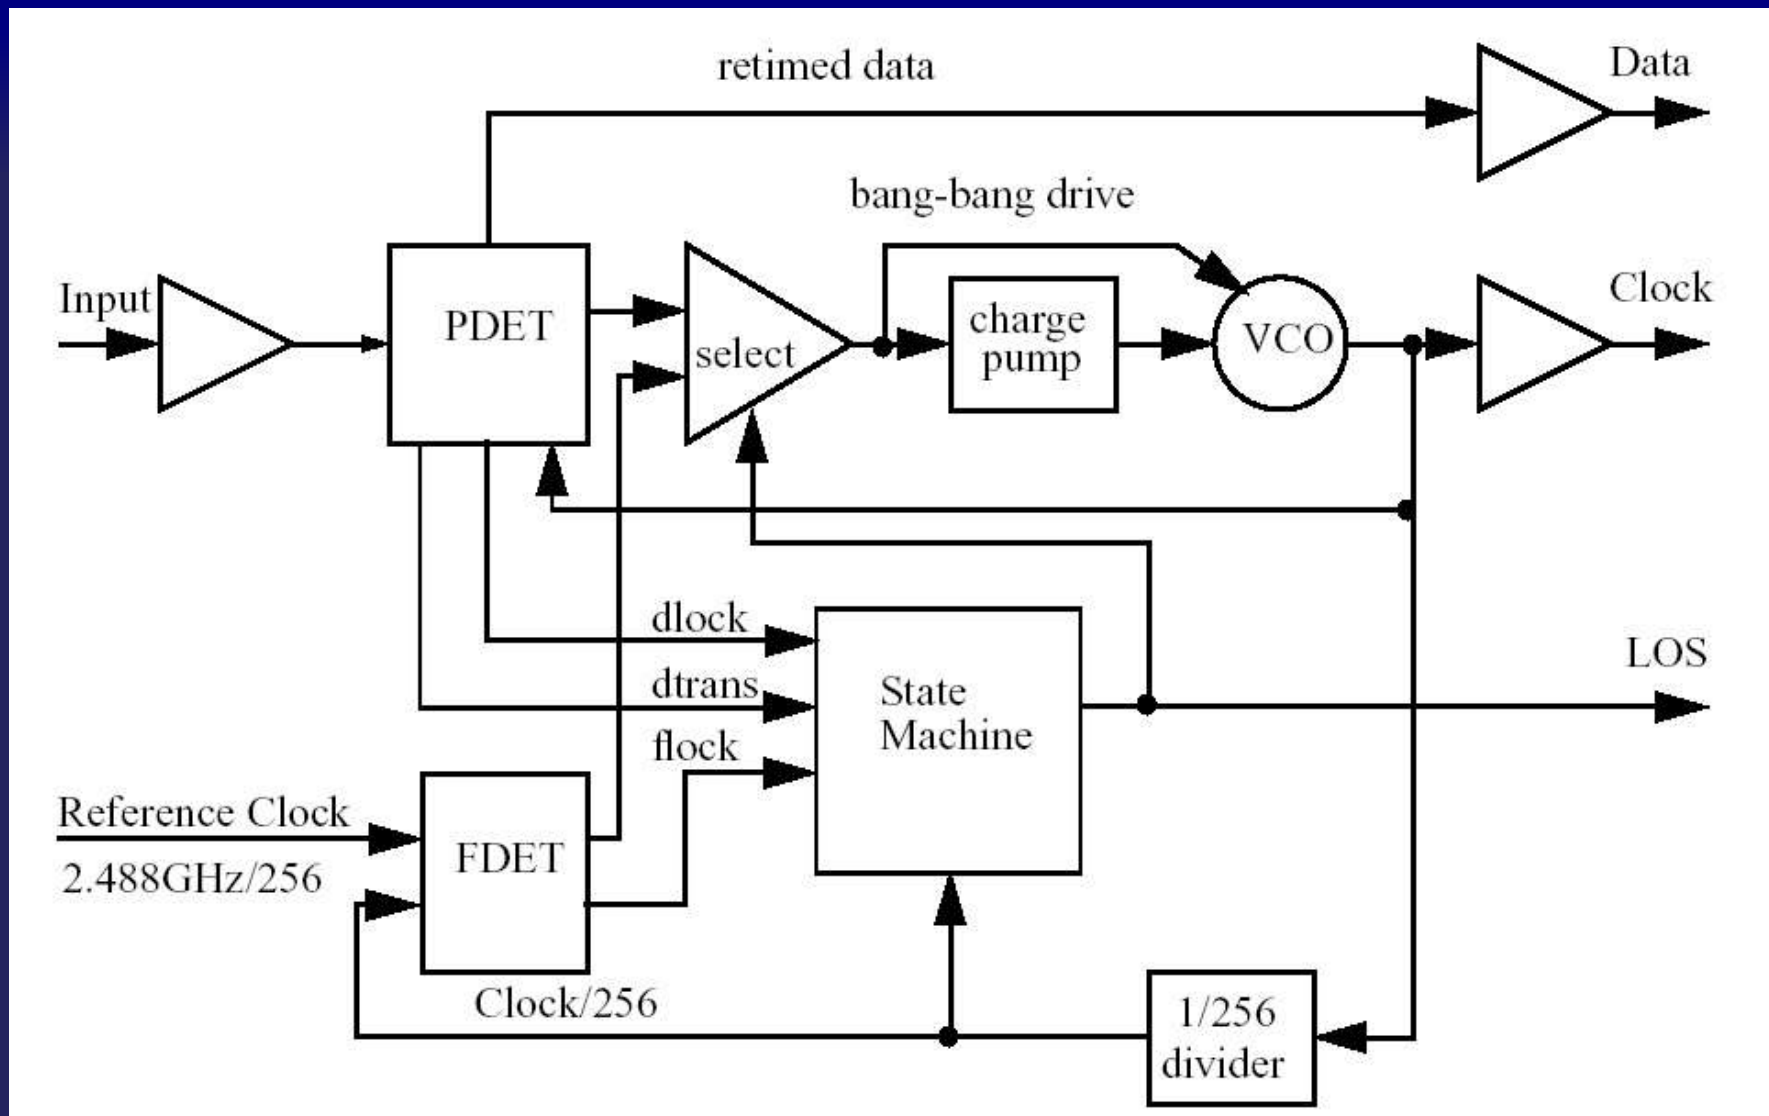 retimed data
Data
bang-bang drive
Input
PDET
select
charge
pump
VCO
Clock
dlock
dtrans
flock
State
Machine
LOS
Reference Clock
2.488GHz/256
FDET
Clock/256
1/256
divider